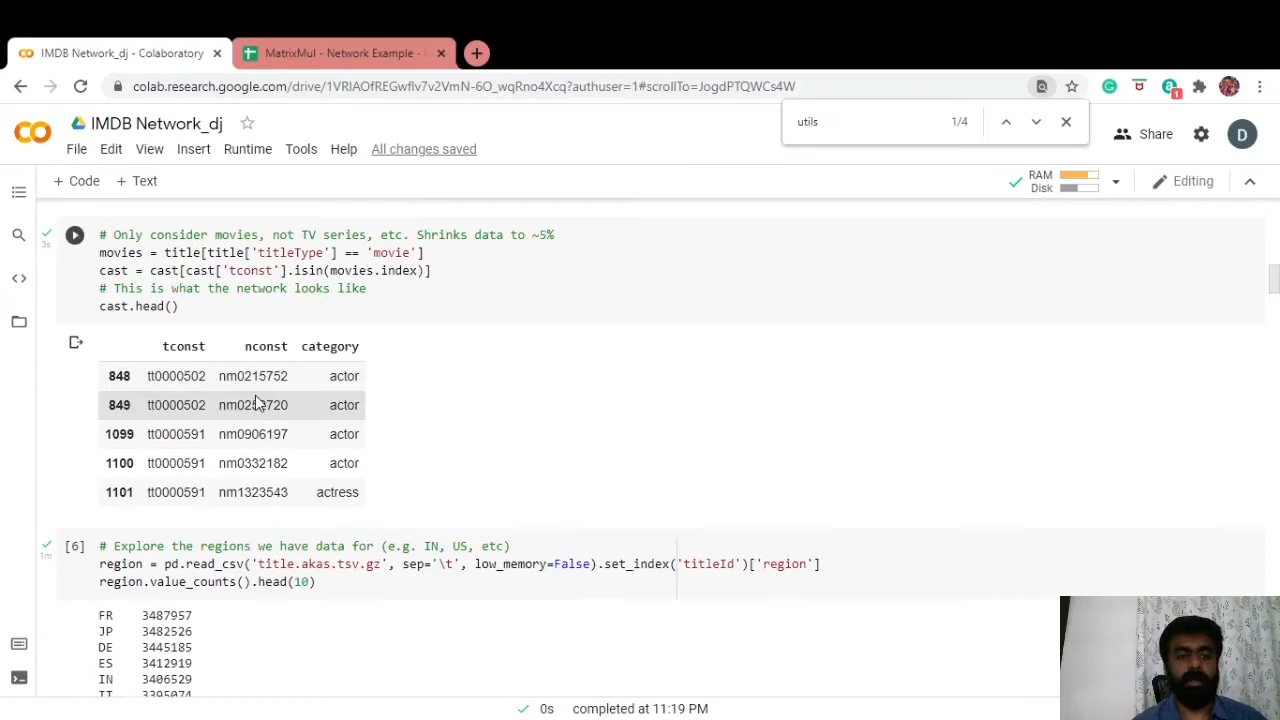 IMDB Network_dj - Colaboratory
MatrixMul - Network Example -
colab.research.google.com/drive/1VRlAOfREGwflv7v2YmN-6O_wqRno4Xcq?authuser=1#scrollTo=JogdPTQWCs4W
utils 1/4
IMDB Network_dj
File Edit View Insert Runtime Tools Help All changes saved
Share D
+ Code + Text
RAM
Disk
Editing
3s
# Only consider movies, not TV series, etc. Shrinks data to ~5%
movies = title[title['titleType'] == 'movie']
cast = cast[cast['tconst'].isin(movies.index)]
# This is what the network looks like
cast.head()
tconst nconst category
848 tt0000502 nm0215752 actor
849 tt0000502 actor
1099 tt0000591 nm0906197 actor
1100 tt0000591 nm0332182 actor
1101 tt0000591 nm1323543 actress
1m
[6] # Explore the regions we have data for (e.g. IN, US, etc)
region = pd.read_csv('title.akas.tsv.gz', sep='\t', low_memory=False).set_index('titleId')['region']
region.value_counts().head(10)
FR 3487957
JP 3482526
DE 3445185
ES 3412919
IN 3406529
IT 3395074
0s completed at 11:19 PM